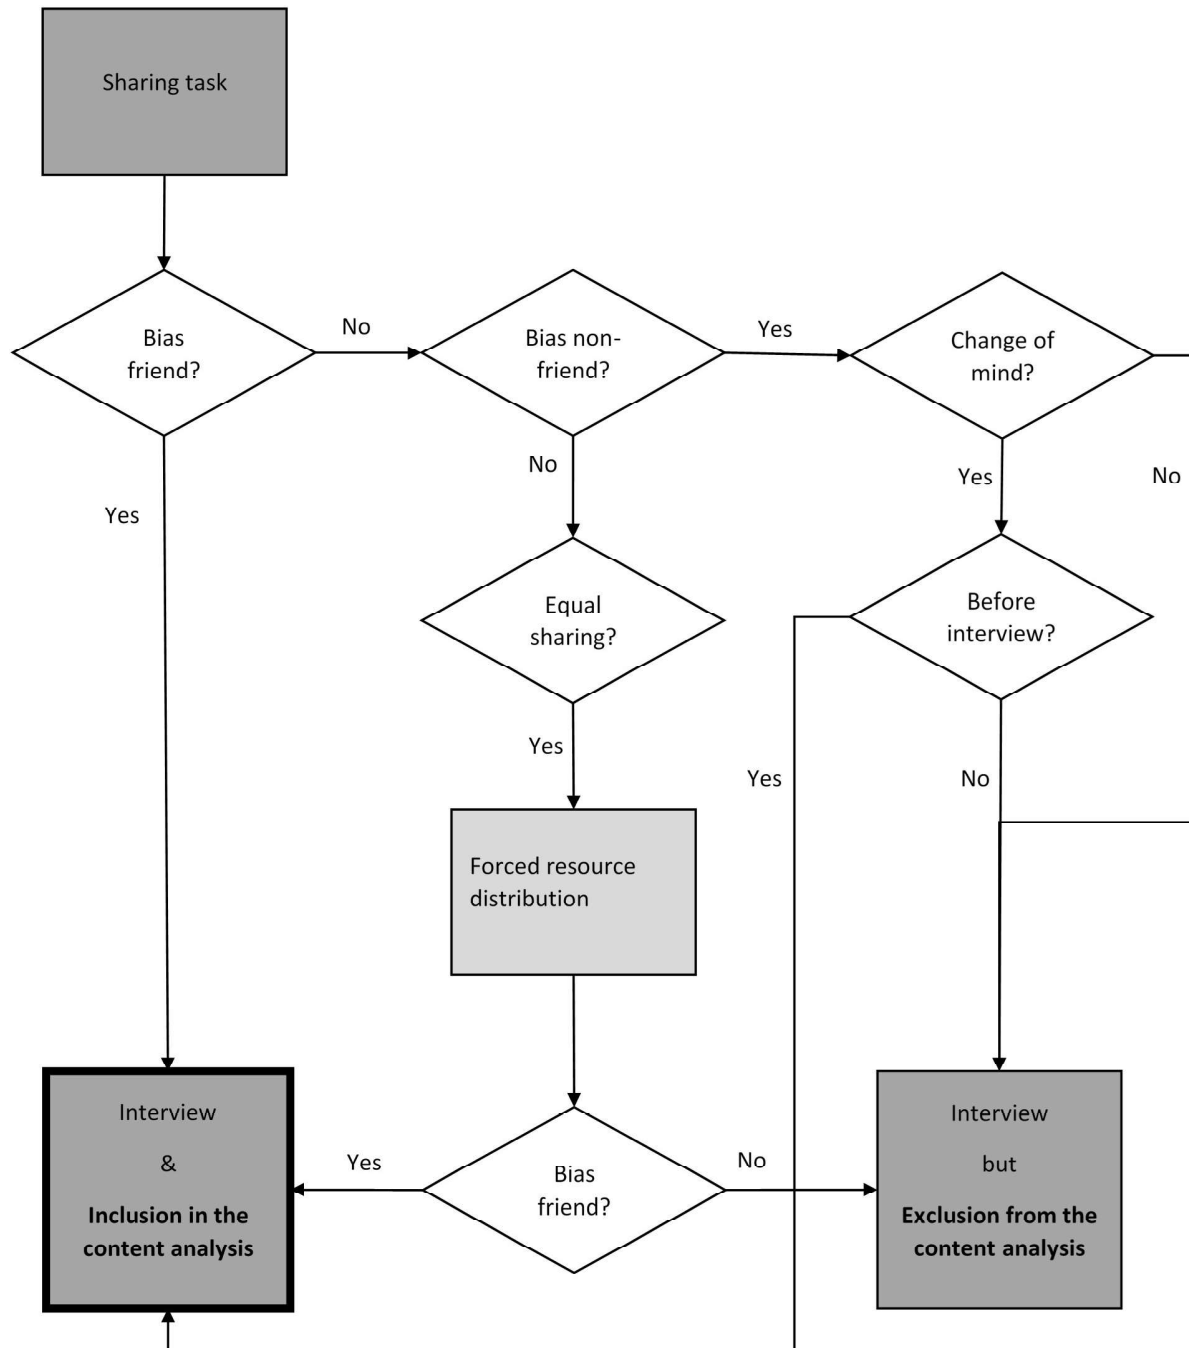 Sharing task
Bias
friend?
No
Bias non-
friend?
Yes
Change of
mind?
No
Yes
No
Yes
Equal
sharing?
Before
interview?
Yes
Yes
No
Forced resource
distribution
Interview
&
Inclusion in the
content analysis
Yes
Bias
friend?
No
Interview
but
Exclusion from the
content analysis